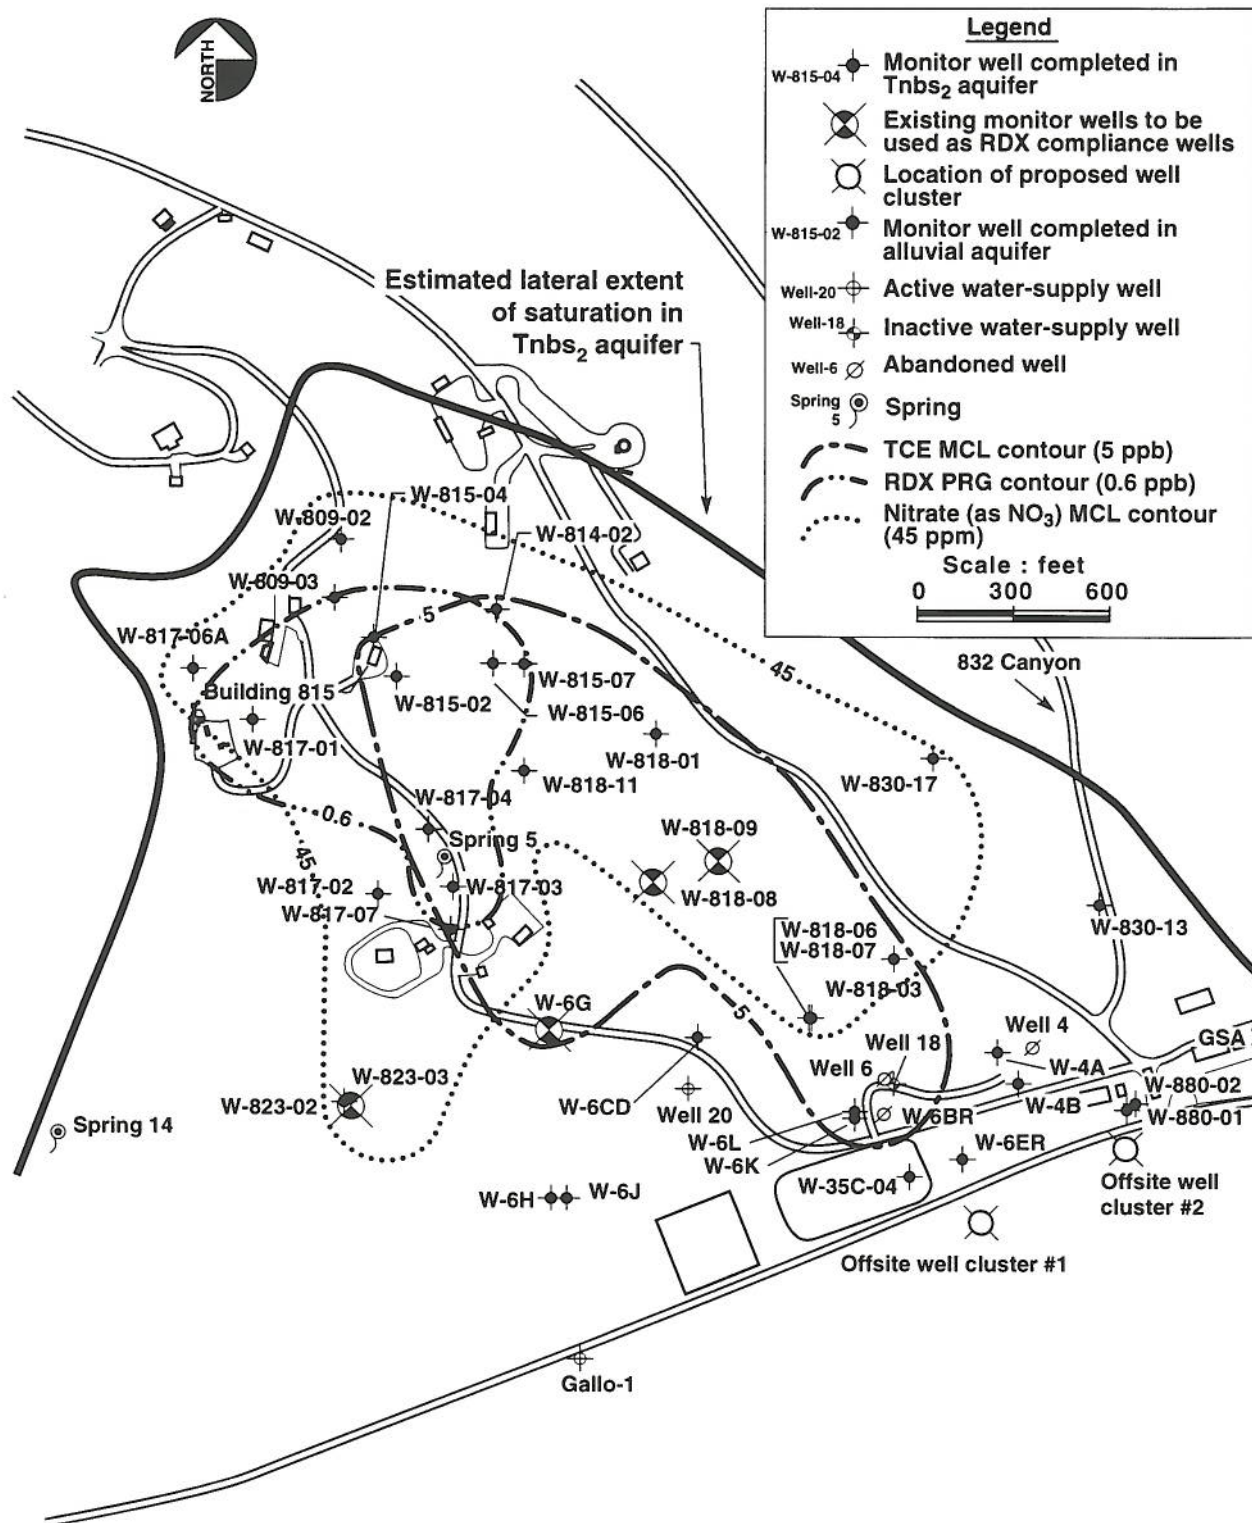 NORTH
Legend
W-815-04 Monitor well completed in
Tnbs2 aquifer
Existing monitor wells to be
used as RDX compliance wells
Location of proposed well
cluster
W-815-02 Monitor well completed in
alluvial aquifer
Well-20 Active water-supply well
Well-18 Inactive water-supply well
Well-6 Abandoned well
Spring
5
Spring
TCE MCL contour (5 ppb)
RDX PRG contour (0.6 ppb)
Nitrate (as NO3) MCL contour
(45 ppm)
Scale : feet
0 300 600
Estimated lateral extent
of saturation in
Tnbs2 aquifer
W-815-04
W-809-02
W-814-02
W-809-03
5
W-817-06A
45
832 Canyon
Building 815
W-815-07
W-815-02
W-815-06
W-817-01
W-818-01
W-830-17
W-818-11
W-817-04
0.6
W-818-09
Spring 5
45
W-817-02
W-817-03
W-818-08
W-817-07
W-818-06
W-818-07
W-830-13
W-818-03
W-6G
5
Well 4
GSA
Well 18
Well 6
W-4A
W-823-03
W-880-02
W-823-02
W-6CD
Well 20
W-6BR
W-4B
W-880-01
Spring 14
W-6L
W-6K
W-6ER
W-35C-04
Offsite well
cluster #2
W-6H
W-6J
Offsite well cluster #1
Gallo-1